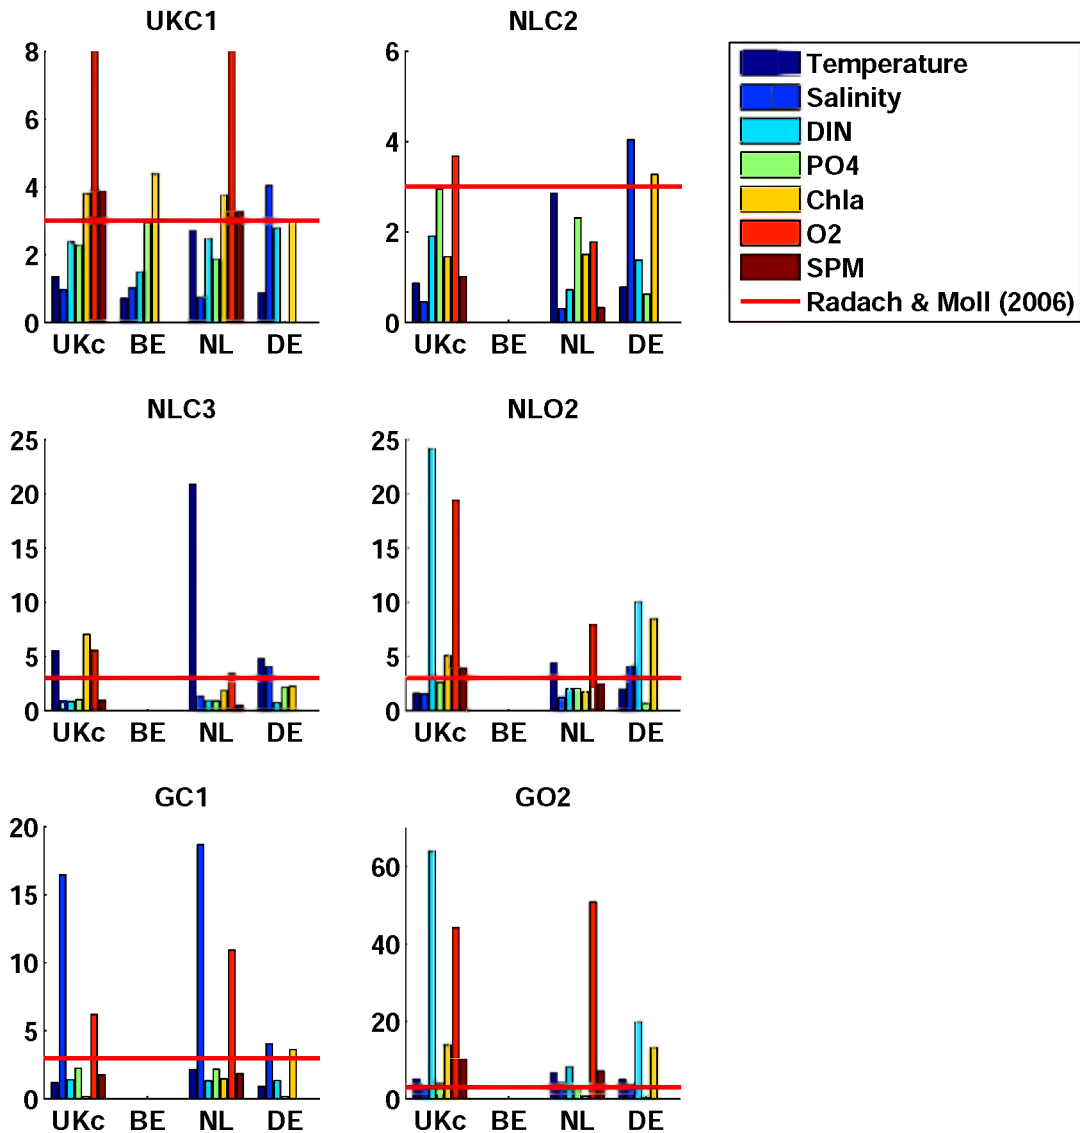 UKC1
8
6
4
2
0
UKc BE NL DE
NLC2
6
4
2
0
UKc BE NL DE
Temperature
Salinity
DIN
PO4
Chla
O2
SPM
Radach & Moll (2006)
NLC3
25
20
15
10
5
0
UKc BE NL DE
NLO2
25
20
15
10
5
0
UKc BE NL DE
GC1
20
15
10
5
0
UKc BE NL DE
GO2
60
40
20
0
UKc BE NL DE